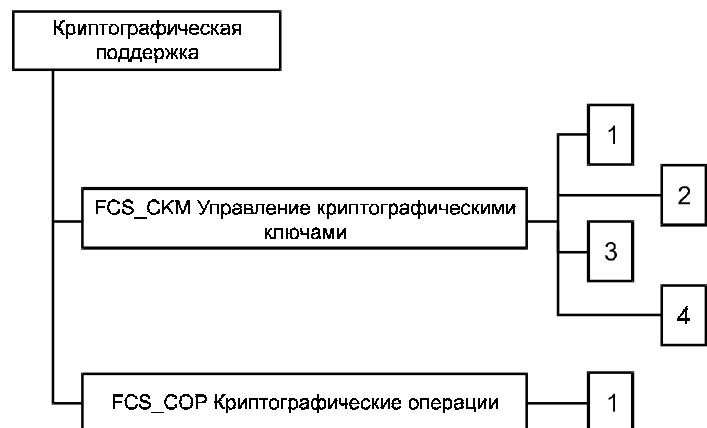 Криптографическая
поддержка
1
2
FCS_CKM Управление криптографическими
ключами
3
4
FCS_COP Криптографические операции
1